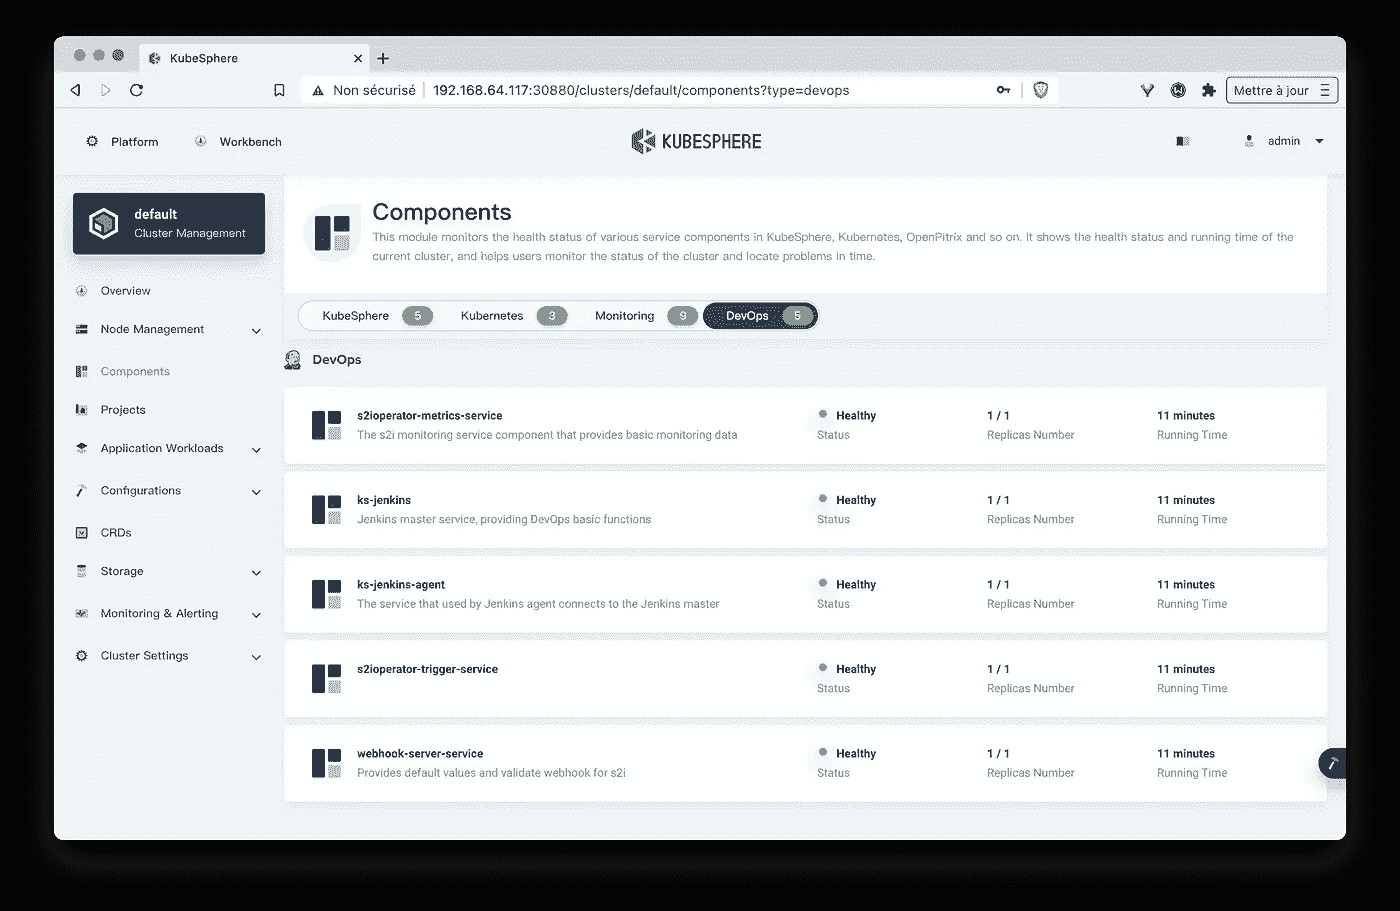 KubeSphere
Non sécurisé
192.168.64.117:30880/clusters/default/components?type=devops
Mettre à jour
Platform
Workbench
KUBESPHERE
admin
default
Cluster Management
Overview
Node Management
Components
Projects
Application Workloads
Configurations
CRDs
Storage
Monitoring & Alerting
Cluster Settings
Components
This module monitors the health status of various service components in KubeSphere, Kubernetes, OpenPitrix and so on. It shows the health status and running time of the
current cluster, and helps users monitor the status of the cluster and locate problems in time.
KubeSphere 5 Kubernetes 3 Monitoring 9 DevOps 5
DevOps
s2ioperator-metrics-service Healthy 1 / 1 11 minutes
The s2i monitoring service component that provides basic monitoring data Status Replicas Number Running Time
ks-jenkins Healthy 1 / 1 11 minutes
Jenkins master service, providing DevOps basic functions Status Replicas Number Running Time
ks-jenkins-agent Healthy 1 / 1 11 minutes
The service that used by Jenkins agent connects to the Jenkins master Status Replicas Number Running Time
s2ioperator-trigger-service Healthy 1 / 1 11 minutes
Status Replicas Number Running Time
webhook-server-service Healthy 1 / 1 11 minutes
Provides default values and validate webhook for s2i Status Replicas Number Running Time